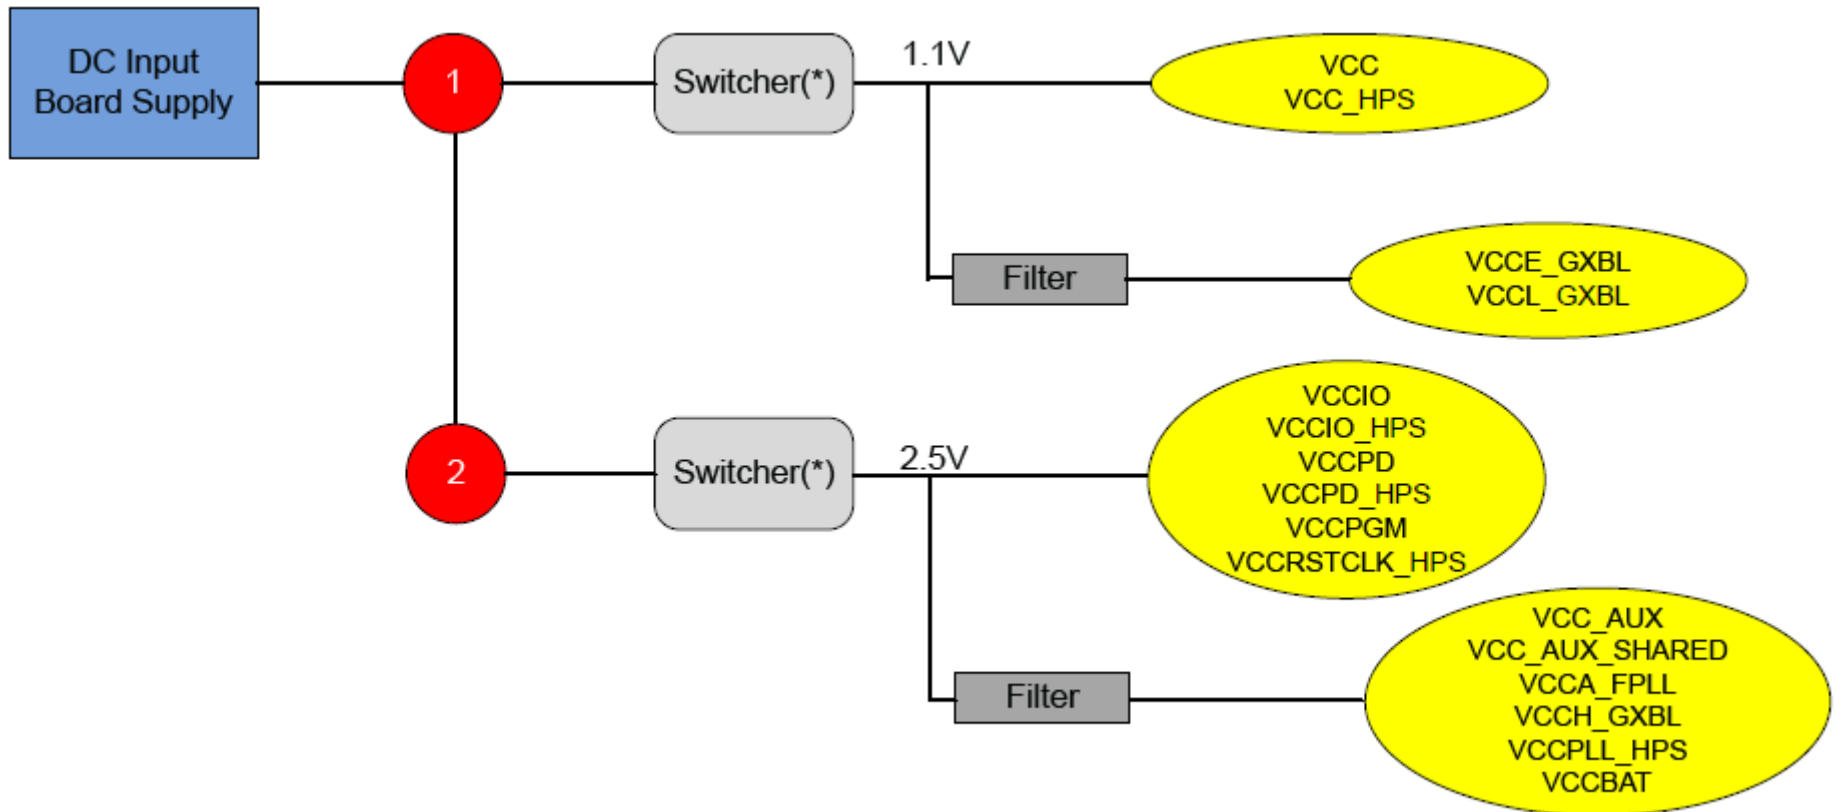 DC Input
Board Supply
1
Switcher(*)
1.1V
VCC
VCC_HPS
Filter
VCCE_GXBL
VCCL_GXBL
2
Switcher(*)
2.5V
VCCIO
VCCIO_HPS
VCCPD
VCCPD_HPS
VCCPGM
VCCRSTCLK_HPS
Filter
VCC_AUX
VCC_AUX_SHARED
VCCA_FPLL
VCCH_GXBL
VCCPLL_HPS
VCCBAT